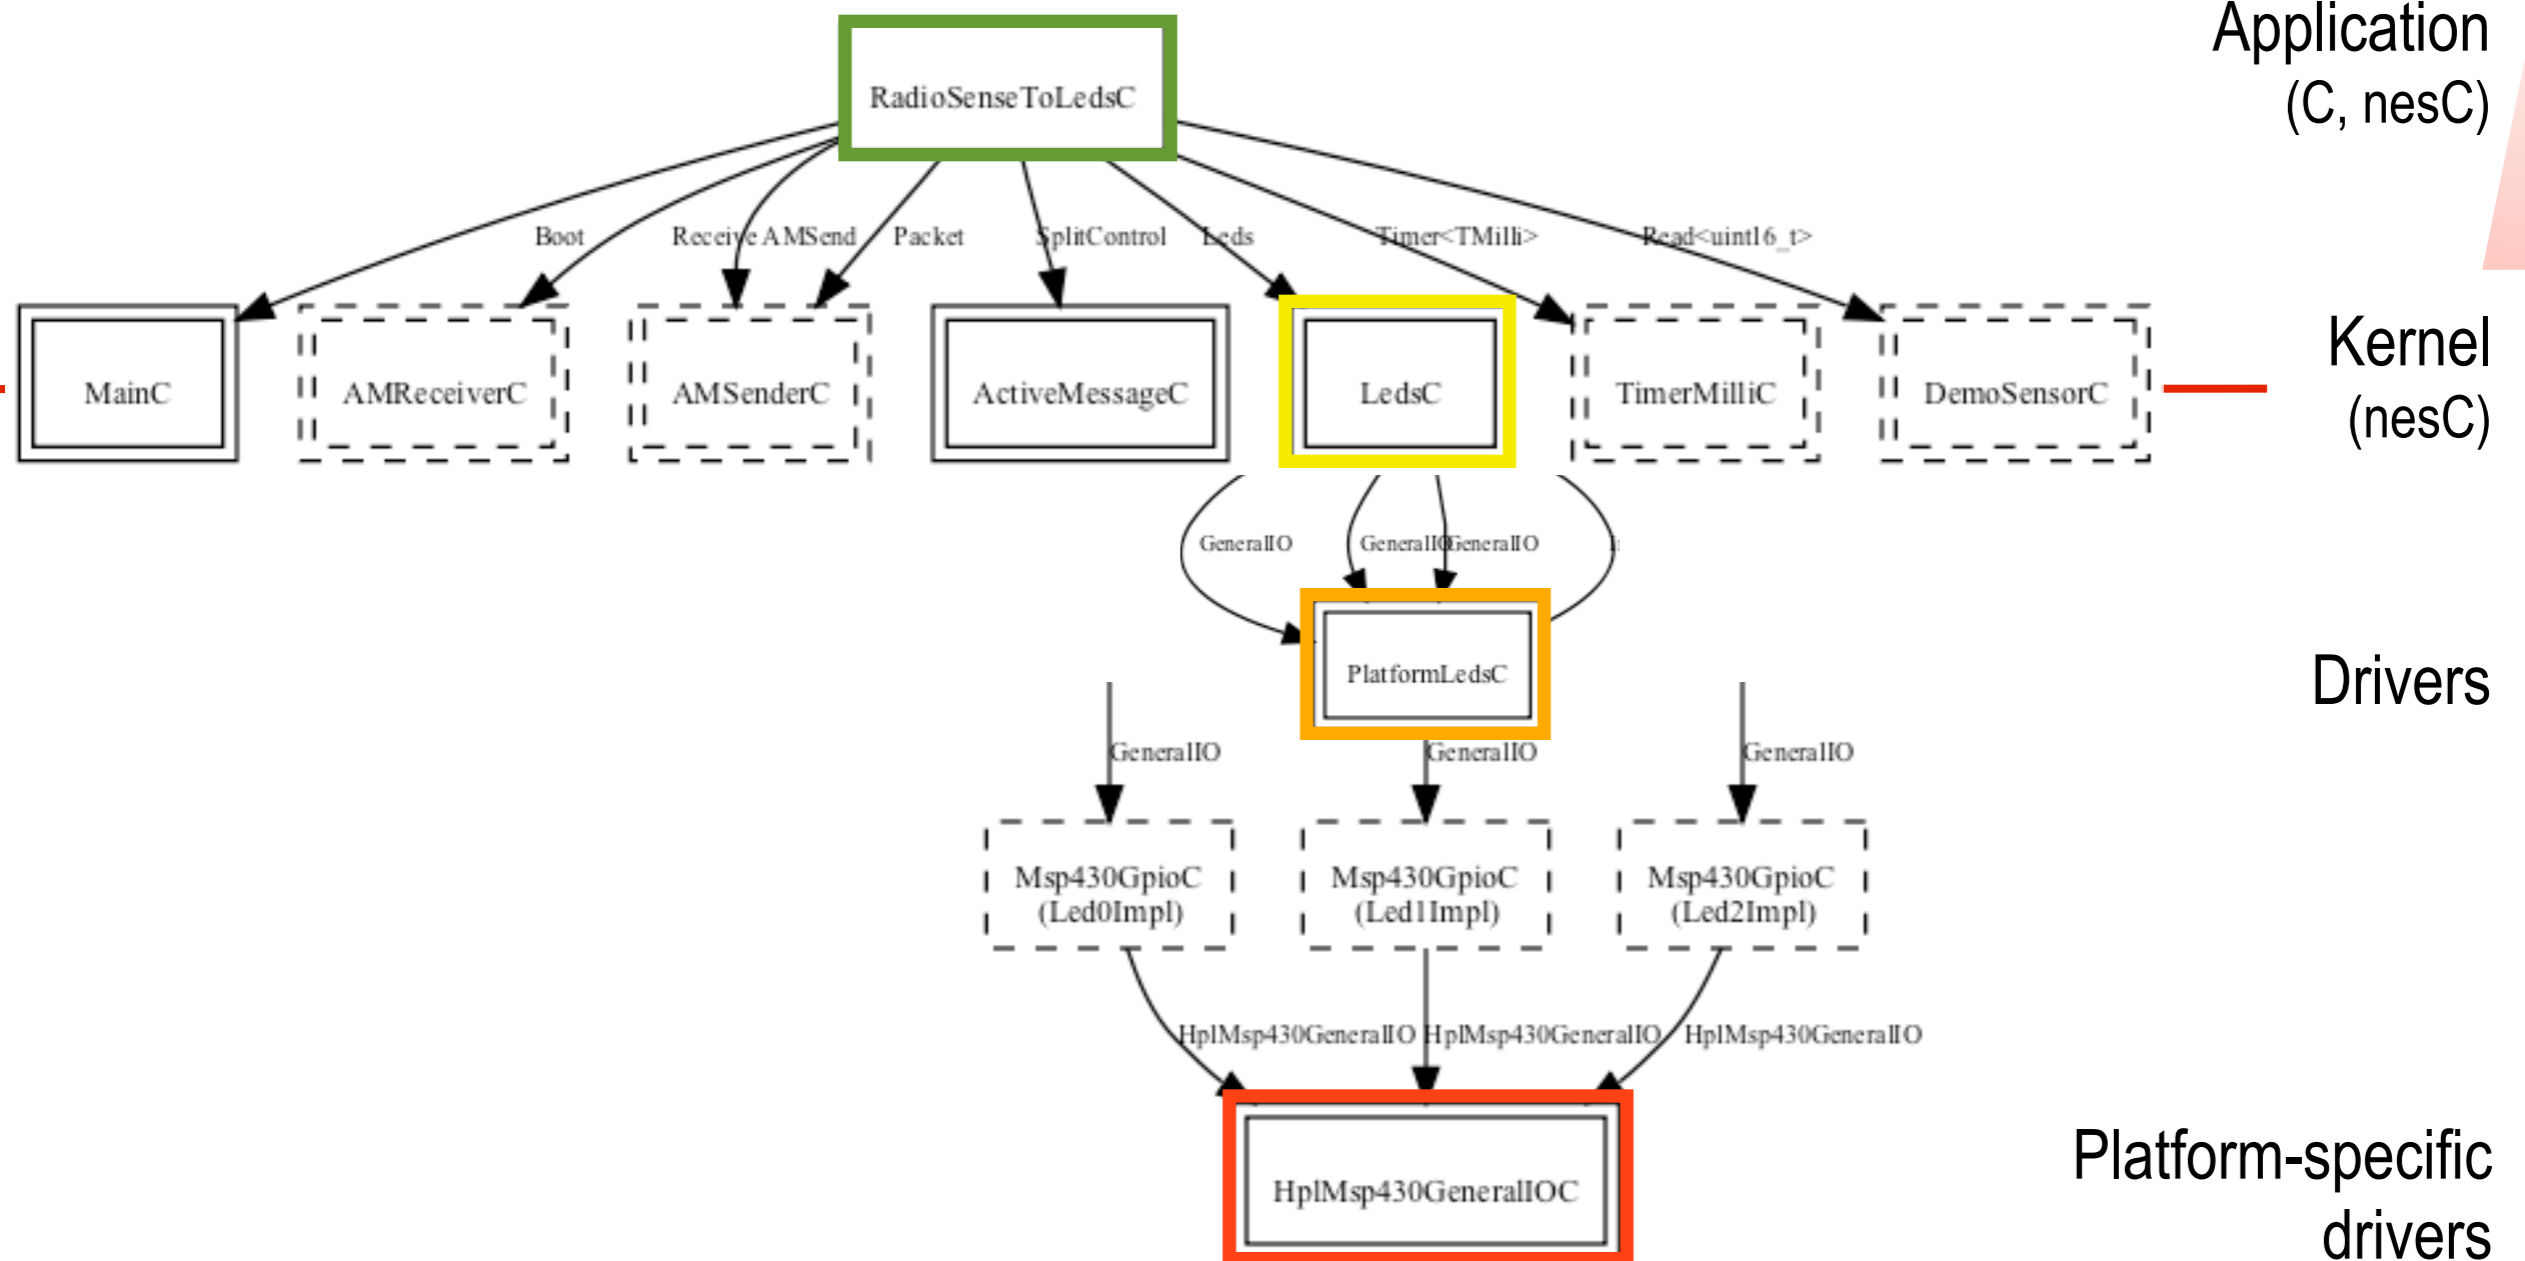 Application
(C, nesC)
RadioSenseToLedsC
Boot
Receive
AMSend
Packet
SplitControl
Leds
Timer<TMilli>
Read<uint16_t>
MainC
AMReceiverC
AMSenderC
ActiveMessageC
LedsC
TimerMilliC
DemoSensorC
Kernel
(nesC)
GeneralIO
GeneralIO
GeneralIO
PlatformLedsC
Drivers
GeneralIO
GeneralIO
GeneralIO
Msp430GpioC
(Led0Impl)
Msp430GpioC
(Led1Impl)
Msp430GpioC
(Led2Impl)
HplMsp430GeneralIO
HplMsp430GeneralIO
HplMsp430GeneralIO
HplMsp430GeneralIOC
Platform-specific
drivers